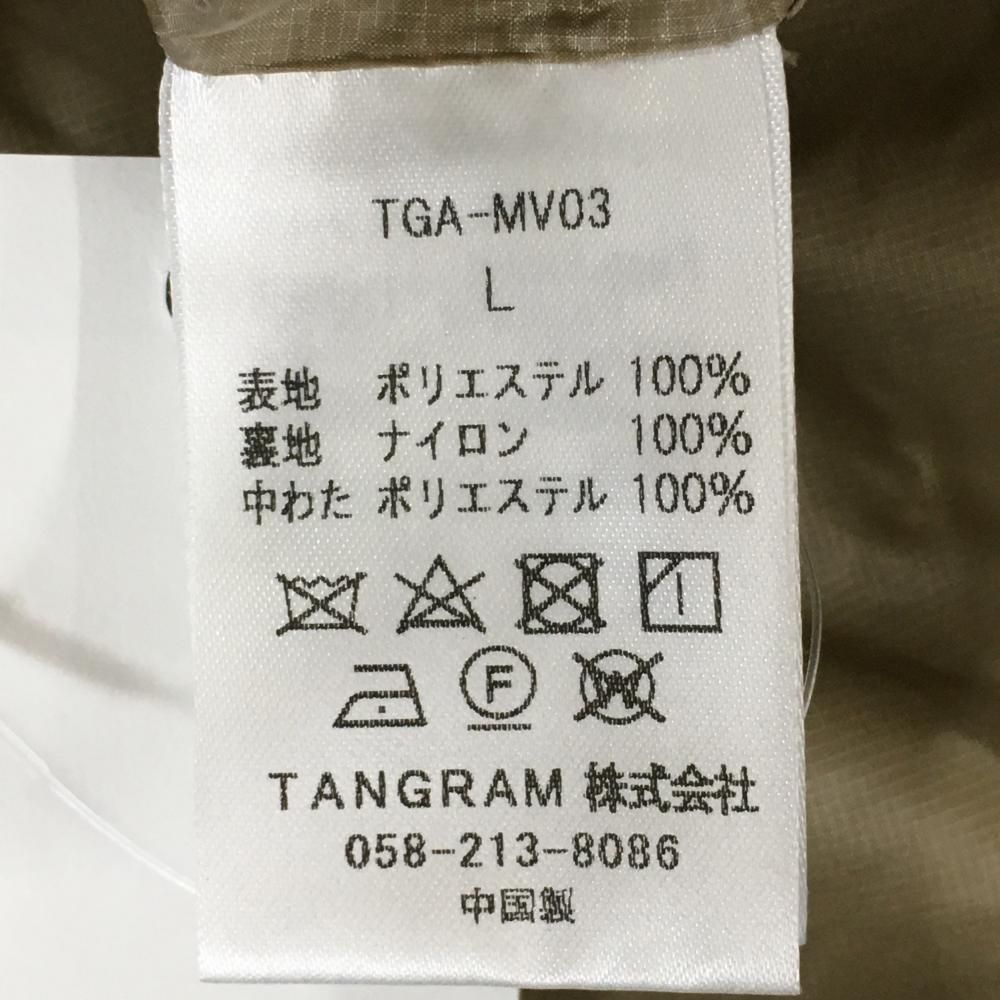 TGA-MV03
L
表地 ポリエステル 100%
裏地 ナイロン 100%
中わた ポリエステル 100%
F
W
TANGRAM 株式会社
058-213-8086
中国製